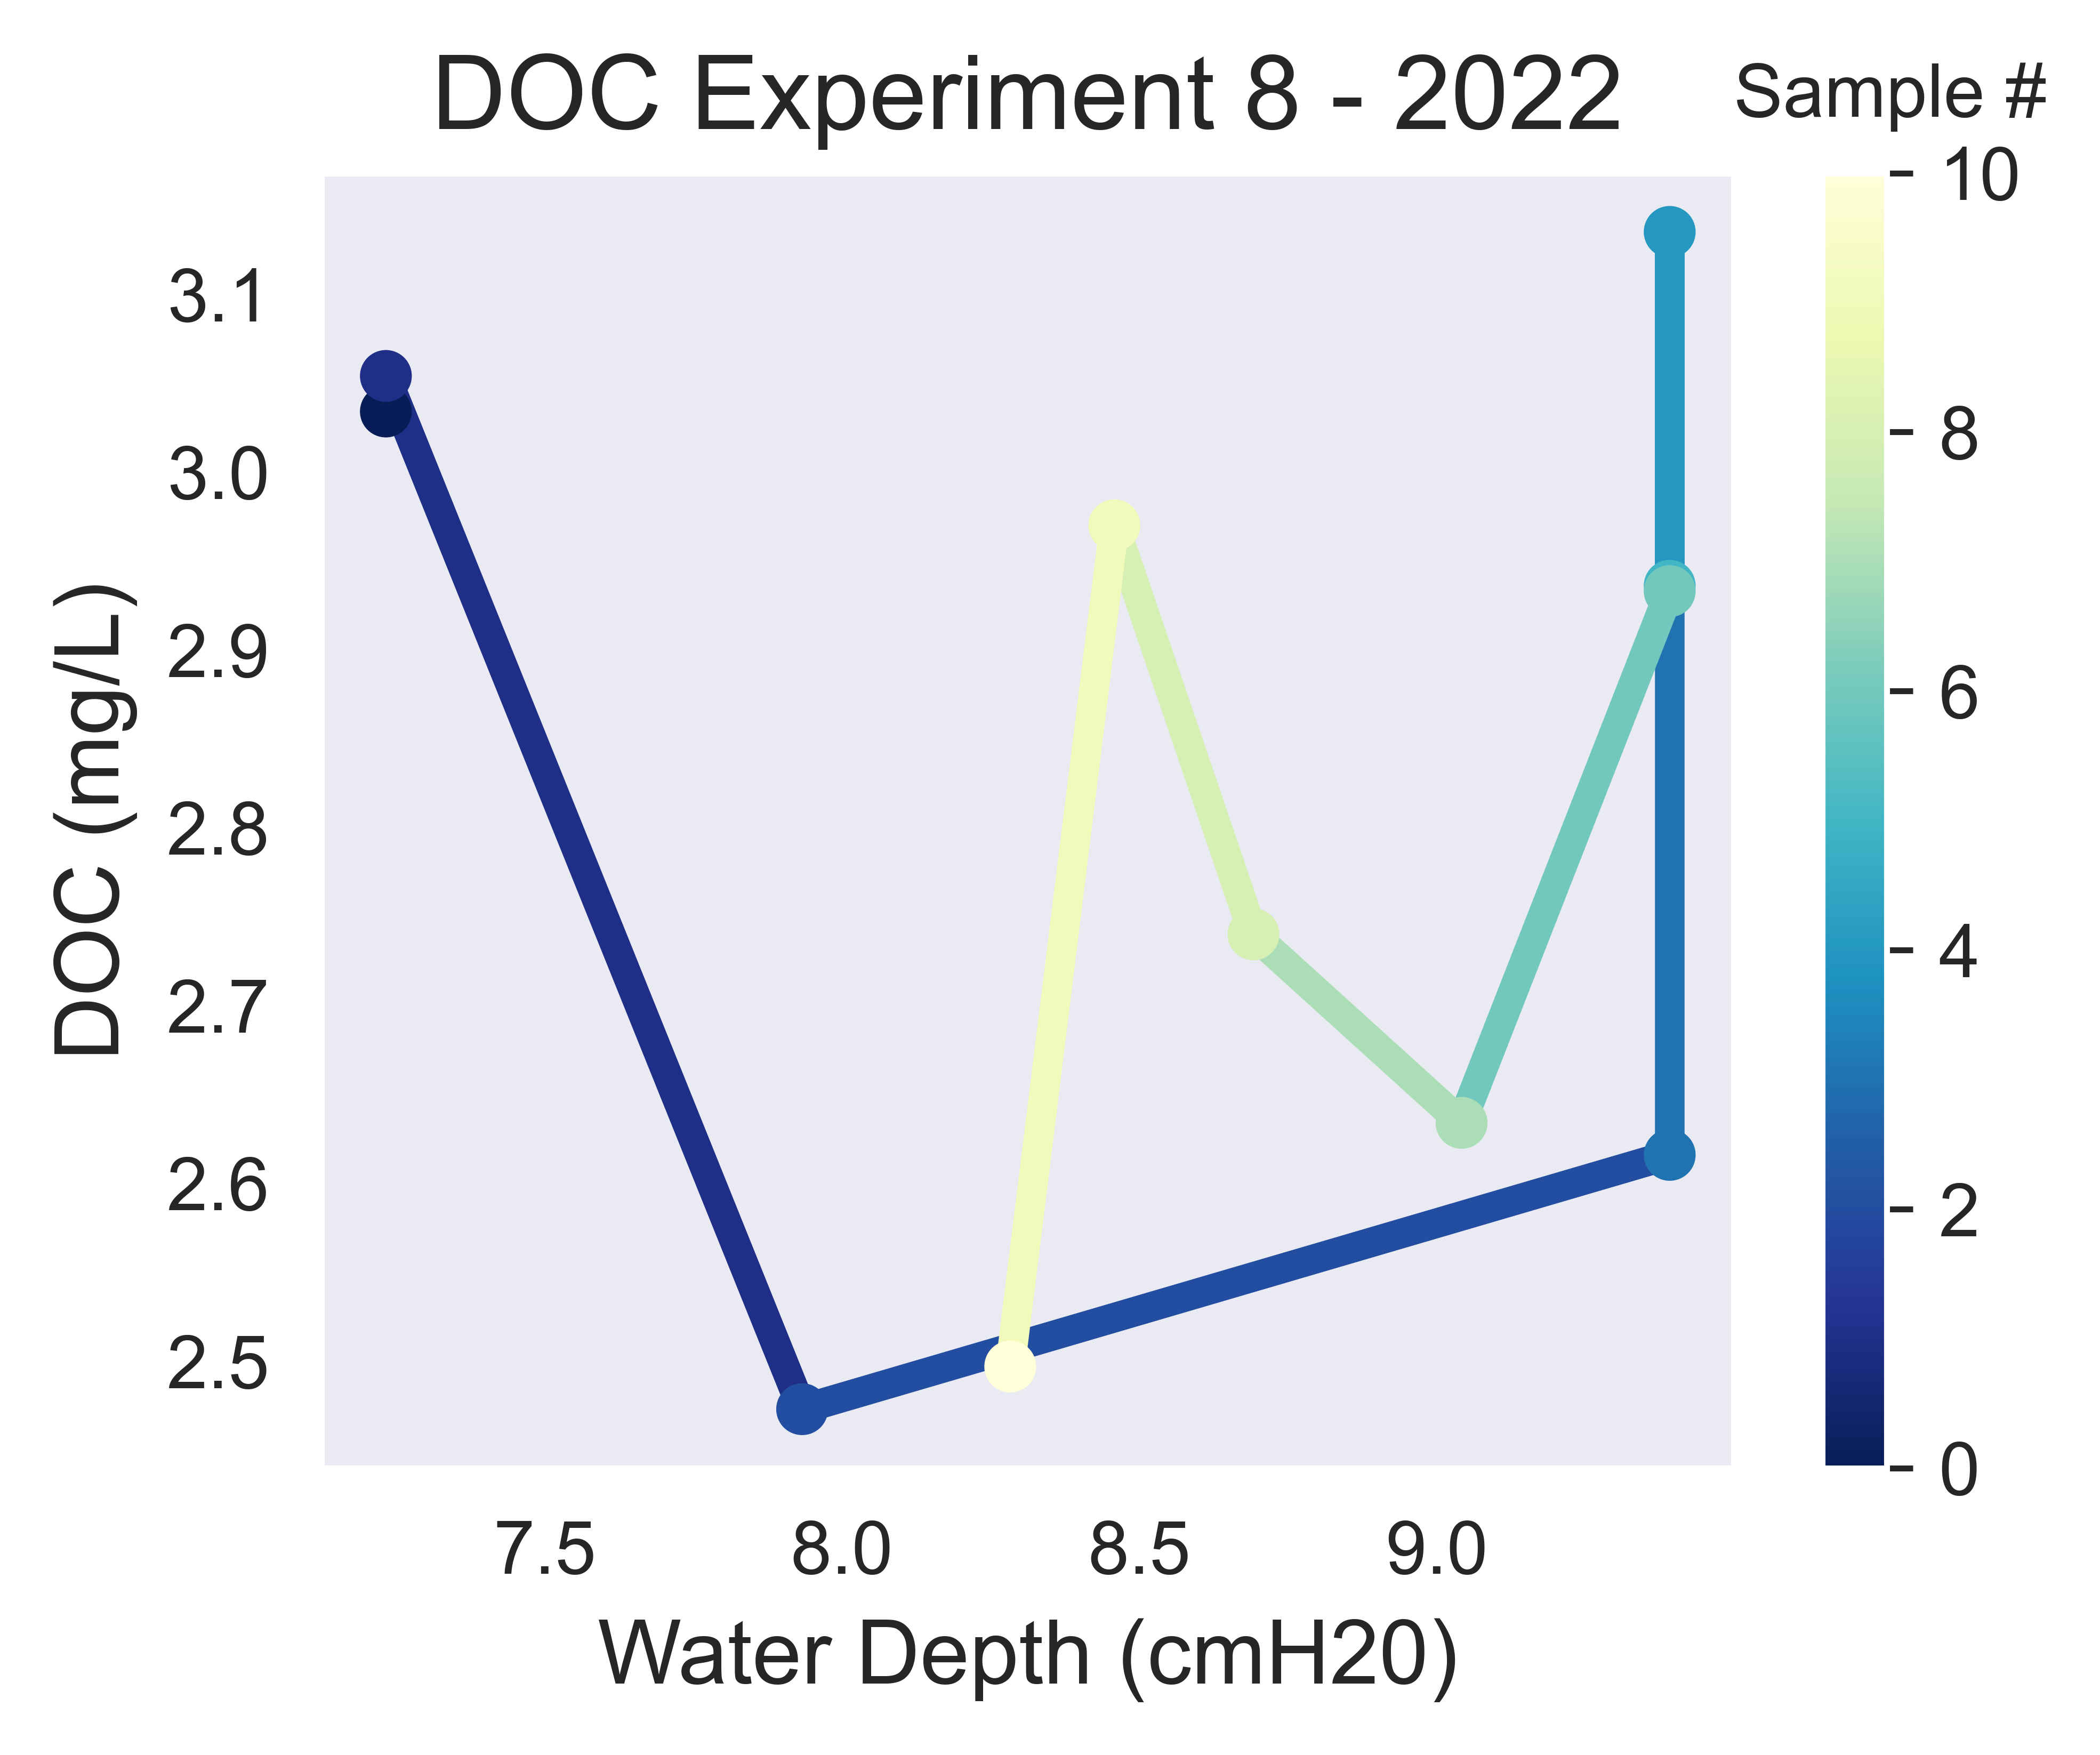 DOC Experiment 8 - 2022
Sample #
10
8
6
4
2
0
DOC (mg/L)
3.1
3.0
2.9
2.8
2.7
2.6
2.5
7.5 8.0 8.5 9.0
Water Depth (cmH20)